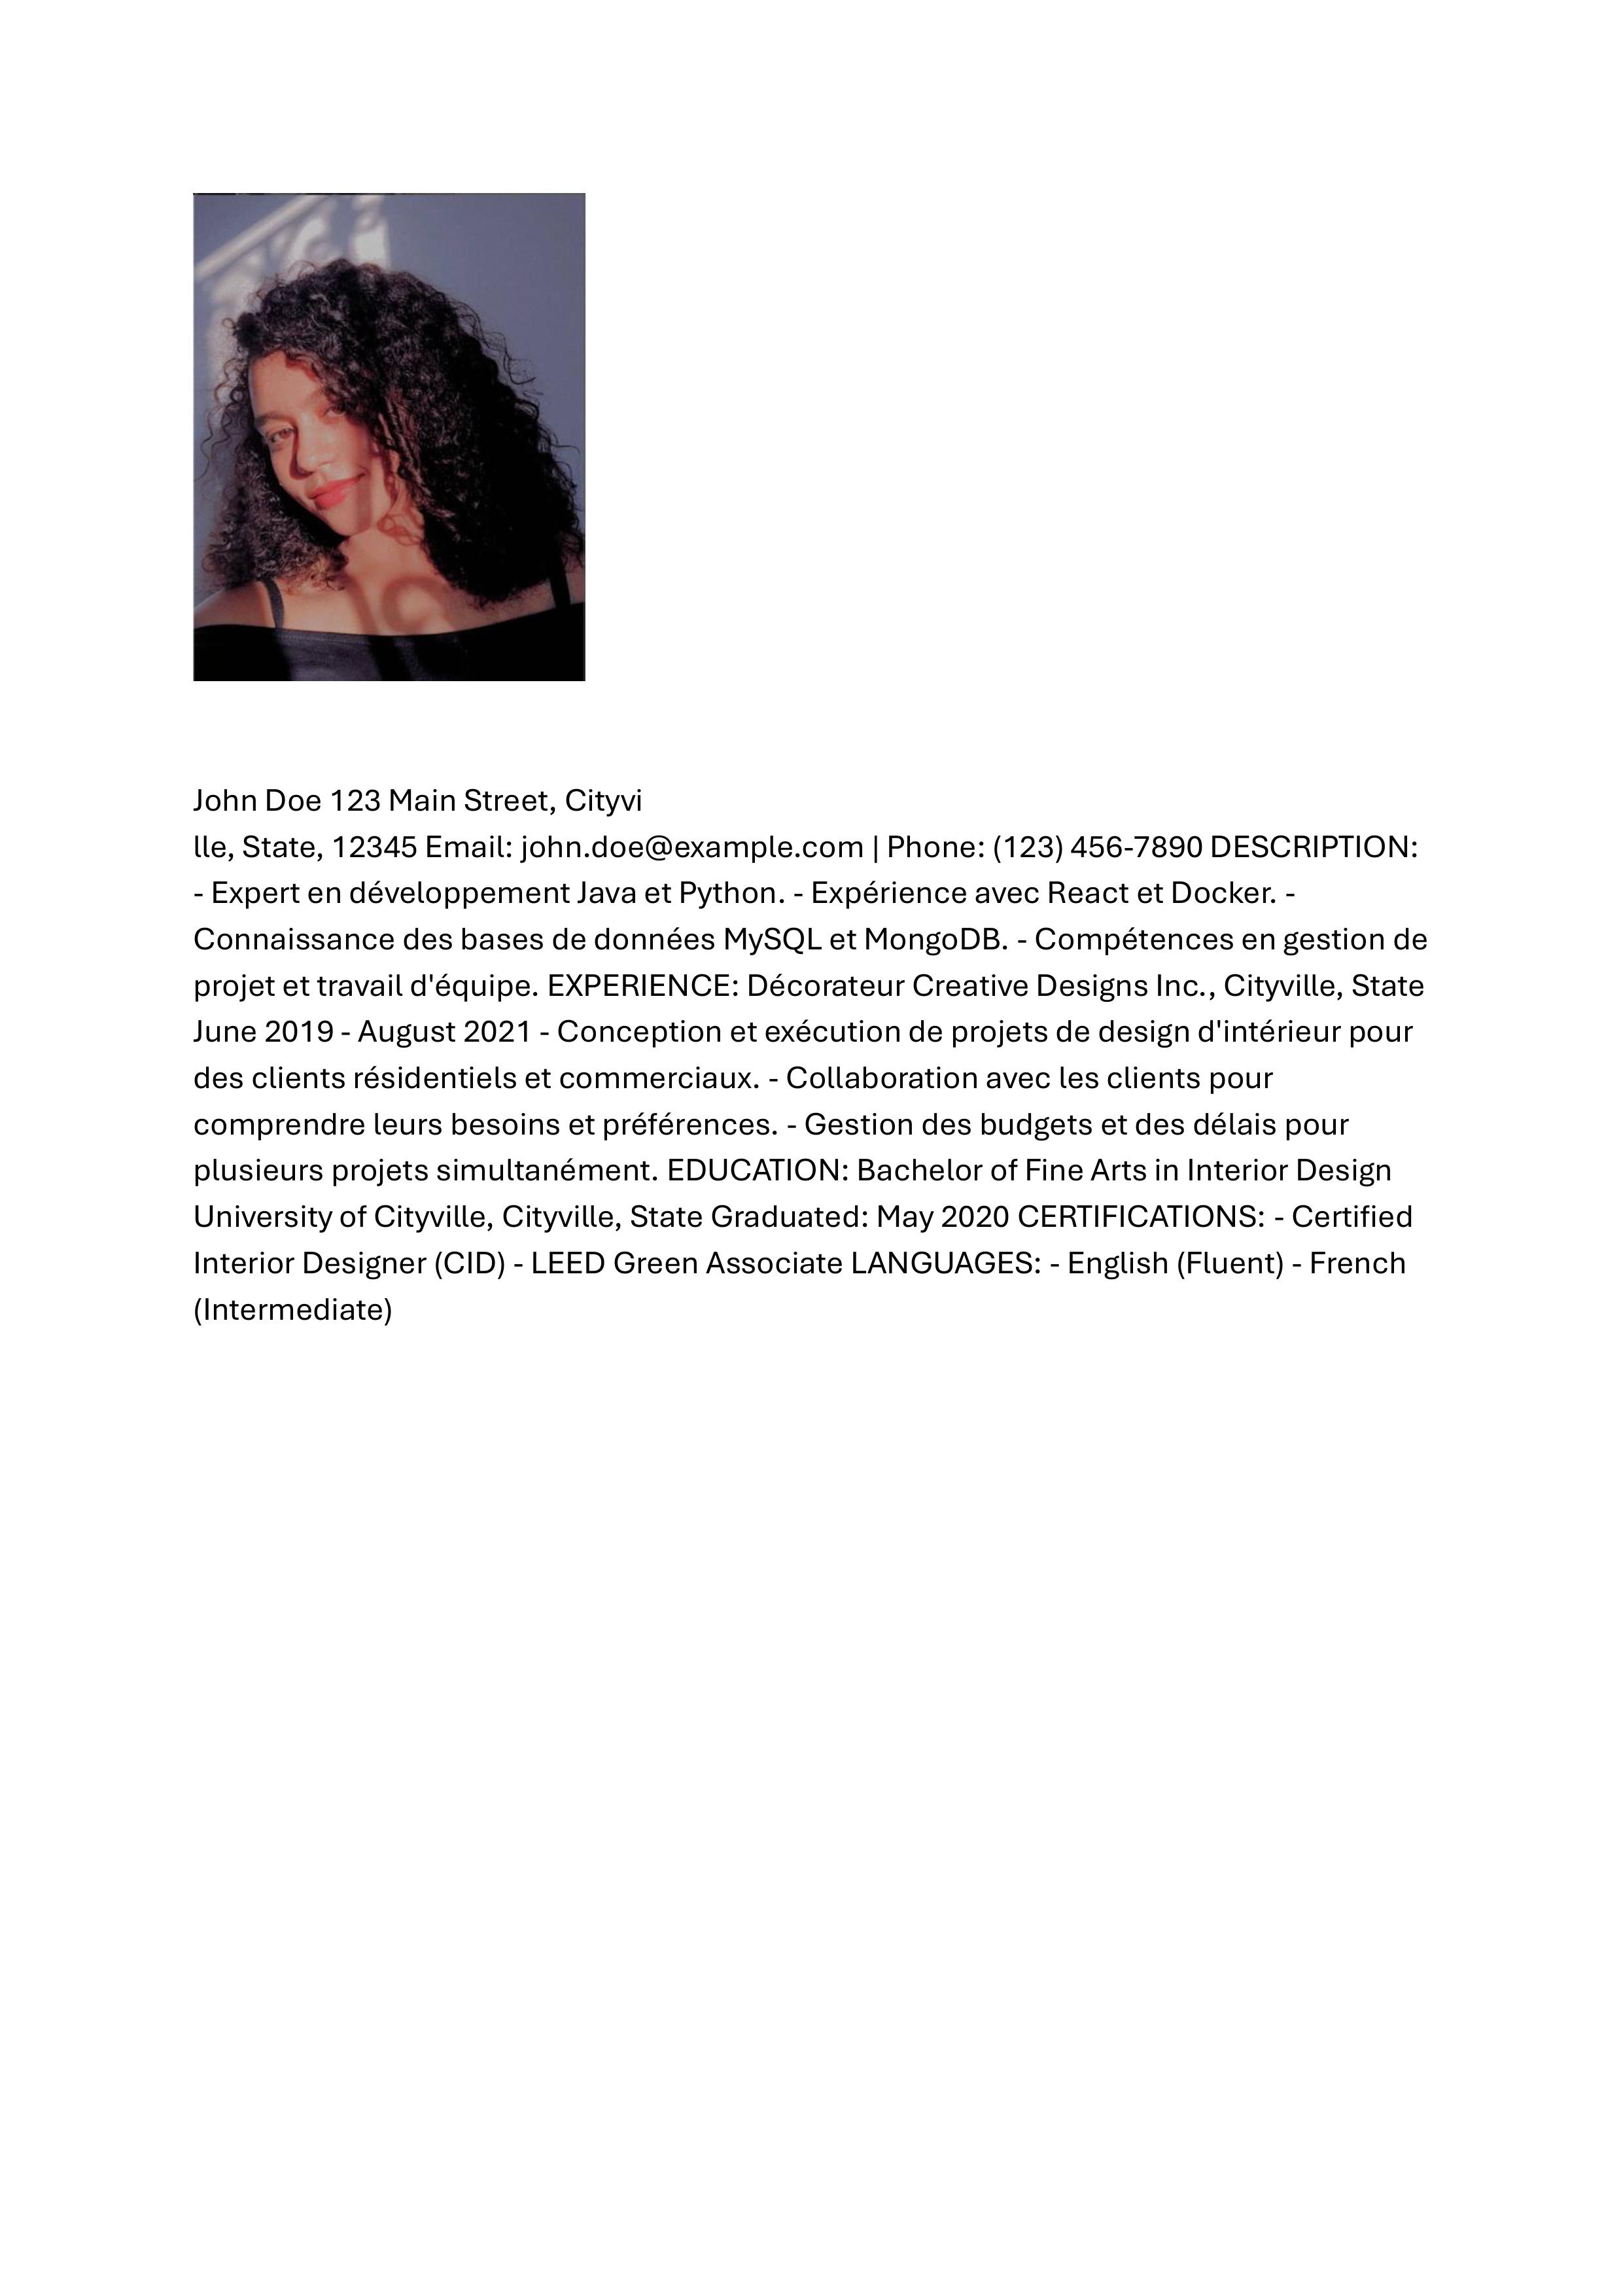 John Doe 123 Main Street, Cityvi
lle, State, 12345 Email: john.doe@example.com | Phone: (123) 456-7890 DESCRIPTION:
- Expert en développement Java et Python. - Expérience avec React et Docker. -
Connaissance des bases de données MySQL et MongoDB. - Compétences en gestion de
projet et travail d'équipe. EXPERIENCE: Décorateur Creative Designs Inc., Cityville, State
June 2019 - August 2021 - Conception et exécution de projets de design d'intérieur pour
des clients résidentiels et commerciaux. - Collaboration avec les clients pour
comprendre leurs besoins et préférences. - Gestion des budgets et des délais pour
plusieurs projets simultanément. EDUCATION: Bachelor of Fine Arts in Interior Design
University of Cityville, Cityville, State Graduated: May 2020 CERTIFICATIONS: - Certified
Interior Designer (CID) - LEED Green Associate LANGUAGES: - English (Fluent) - French
(Intermediate)